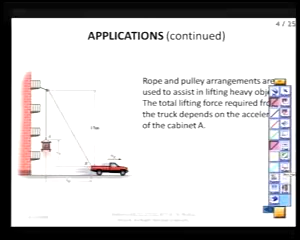 4 / 25
APPLICATIONS (continued)
Rope and pulley arrangements are
used to assist in lifting heavy obje
The total lifting force required fro
the truck depends on the acceler
of the cabinet A.